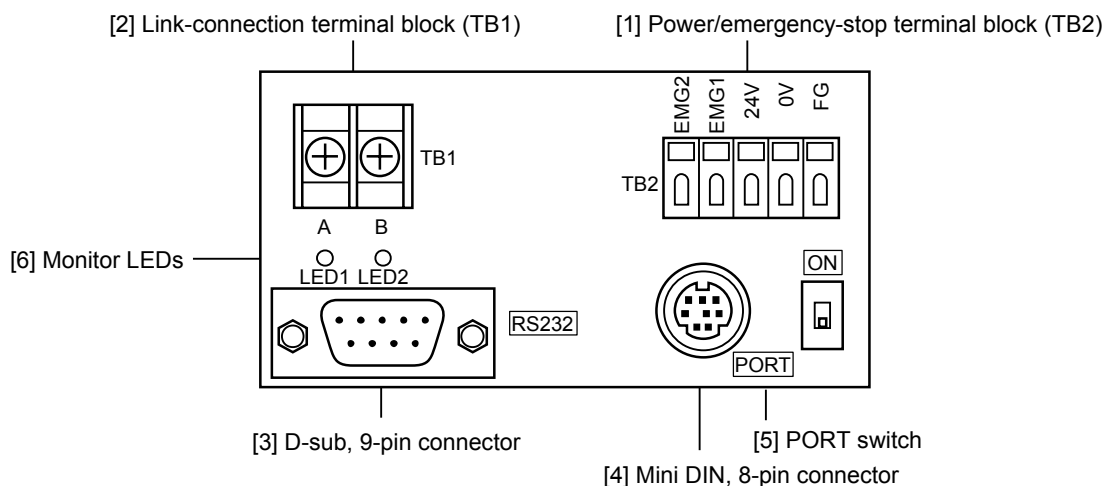 [2] Link-connection terminal block (TB1)
[1] Power/emergency-stop terminal block (TB2)
EMG2
EMG1
24V
0V
FG
TB1
TB2
A B
[6] Monitor LEDs
LED1 LED2
ON
RS232
PORT
[3] D-sub, 9-pin connector
[5] PORT switch
[4] Mini DIN, 8-pin connector